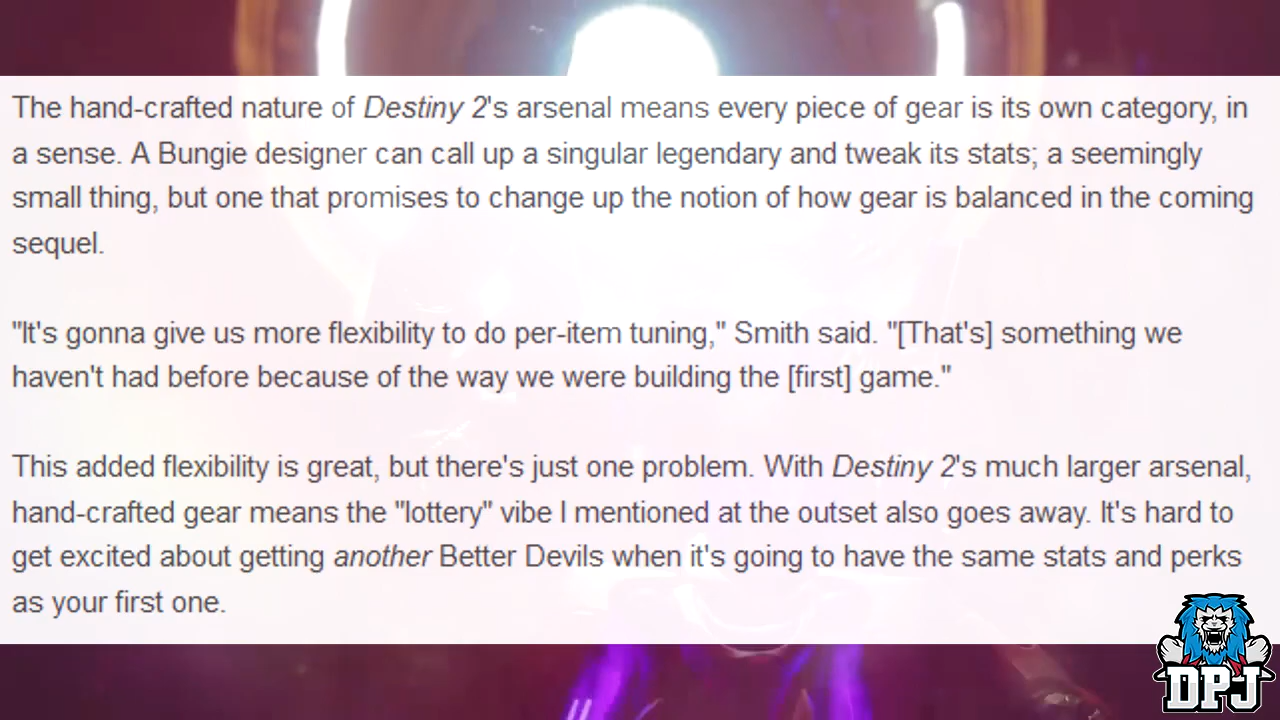 The hand-crafted nature of Destiny 2's arsenal means every piece of gear is its own category, in
a sense. A Bungie designer can call up a singular legendary and tweak its stats; a seemingly
small thing, but one that promises to change up the notion of how gear is balanced in the coming
sequel.
"It's gonna give us more flexibility to do per-item tuning," Smith said. "[That's] something we
haven't had before because of the way we were building the [first] game."
This added flexibility is great, but there's just one problem. With Destiny 2's much larger arsenal,
hand-crafted gear means the "lottery" vibe I mentioned at the outset also goes away. It's hard to
get excited about getting another Better Devils when it's going to have the same stats and perks
as your first one.
DPJ